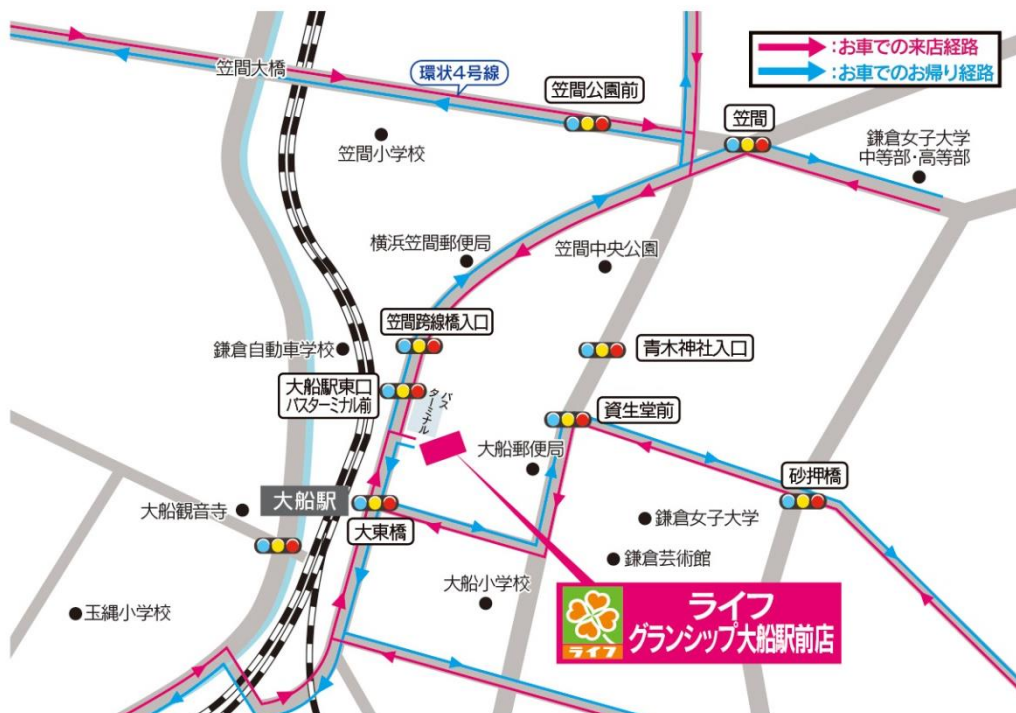 :お車での来店経路
:お車でのお帰り経路
笠間大橋
環状4号線
笠間公園前
笠間
笠間小学校
鎌倉女子大学
中等部・高等部
横浜笠間郵便局
笠間中央公園
笠間跨線橋入口
鎌倉自動車学校
青木神社入口
大船駅東口
バスターミナル前
バス
ターミナル
資生堂前
大船郵便局
砂押橋
大船駅
大船観音寺
大東橋
鎌倉女子大学
鎌倉芸術館
大船小学校
玉縄小学校
ライフ
ライフ
グランシップ大船駅前店